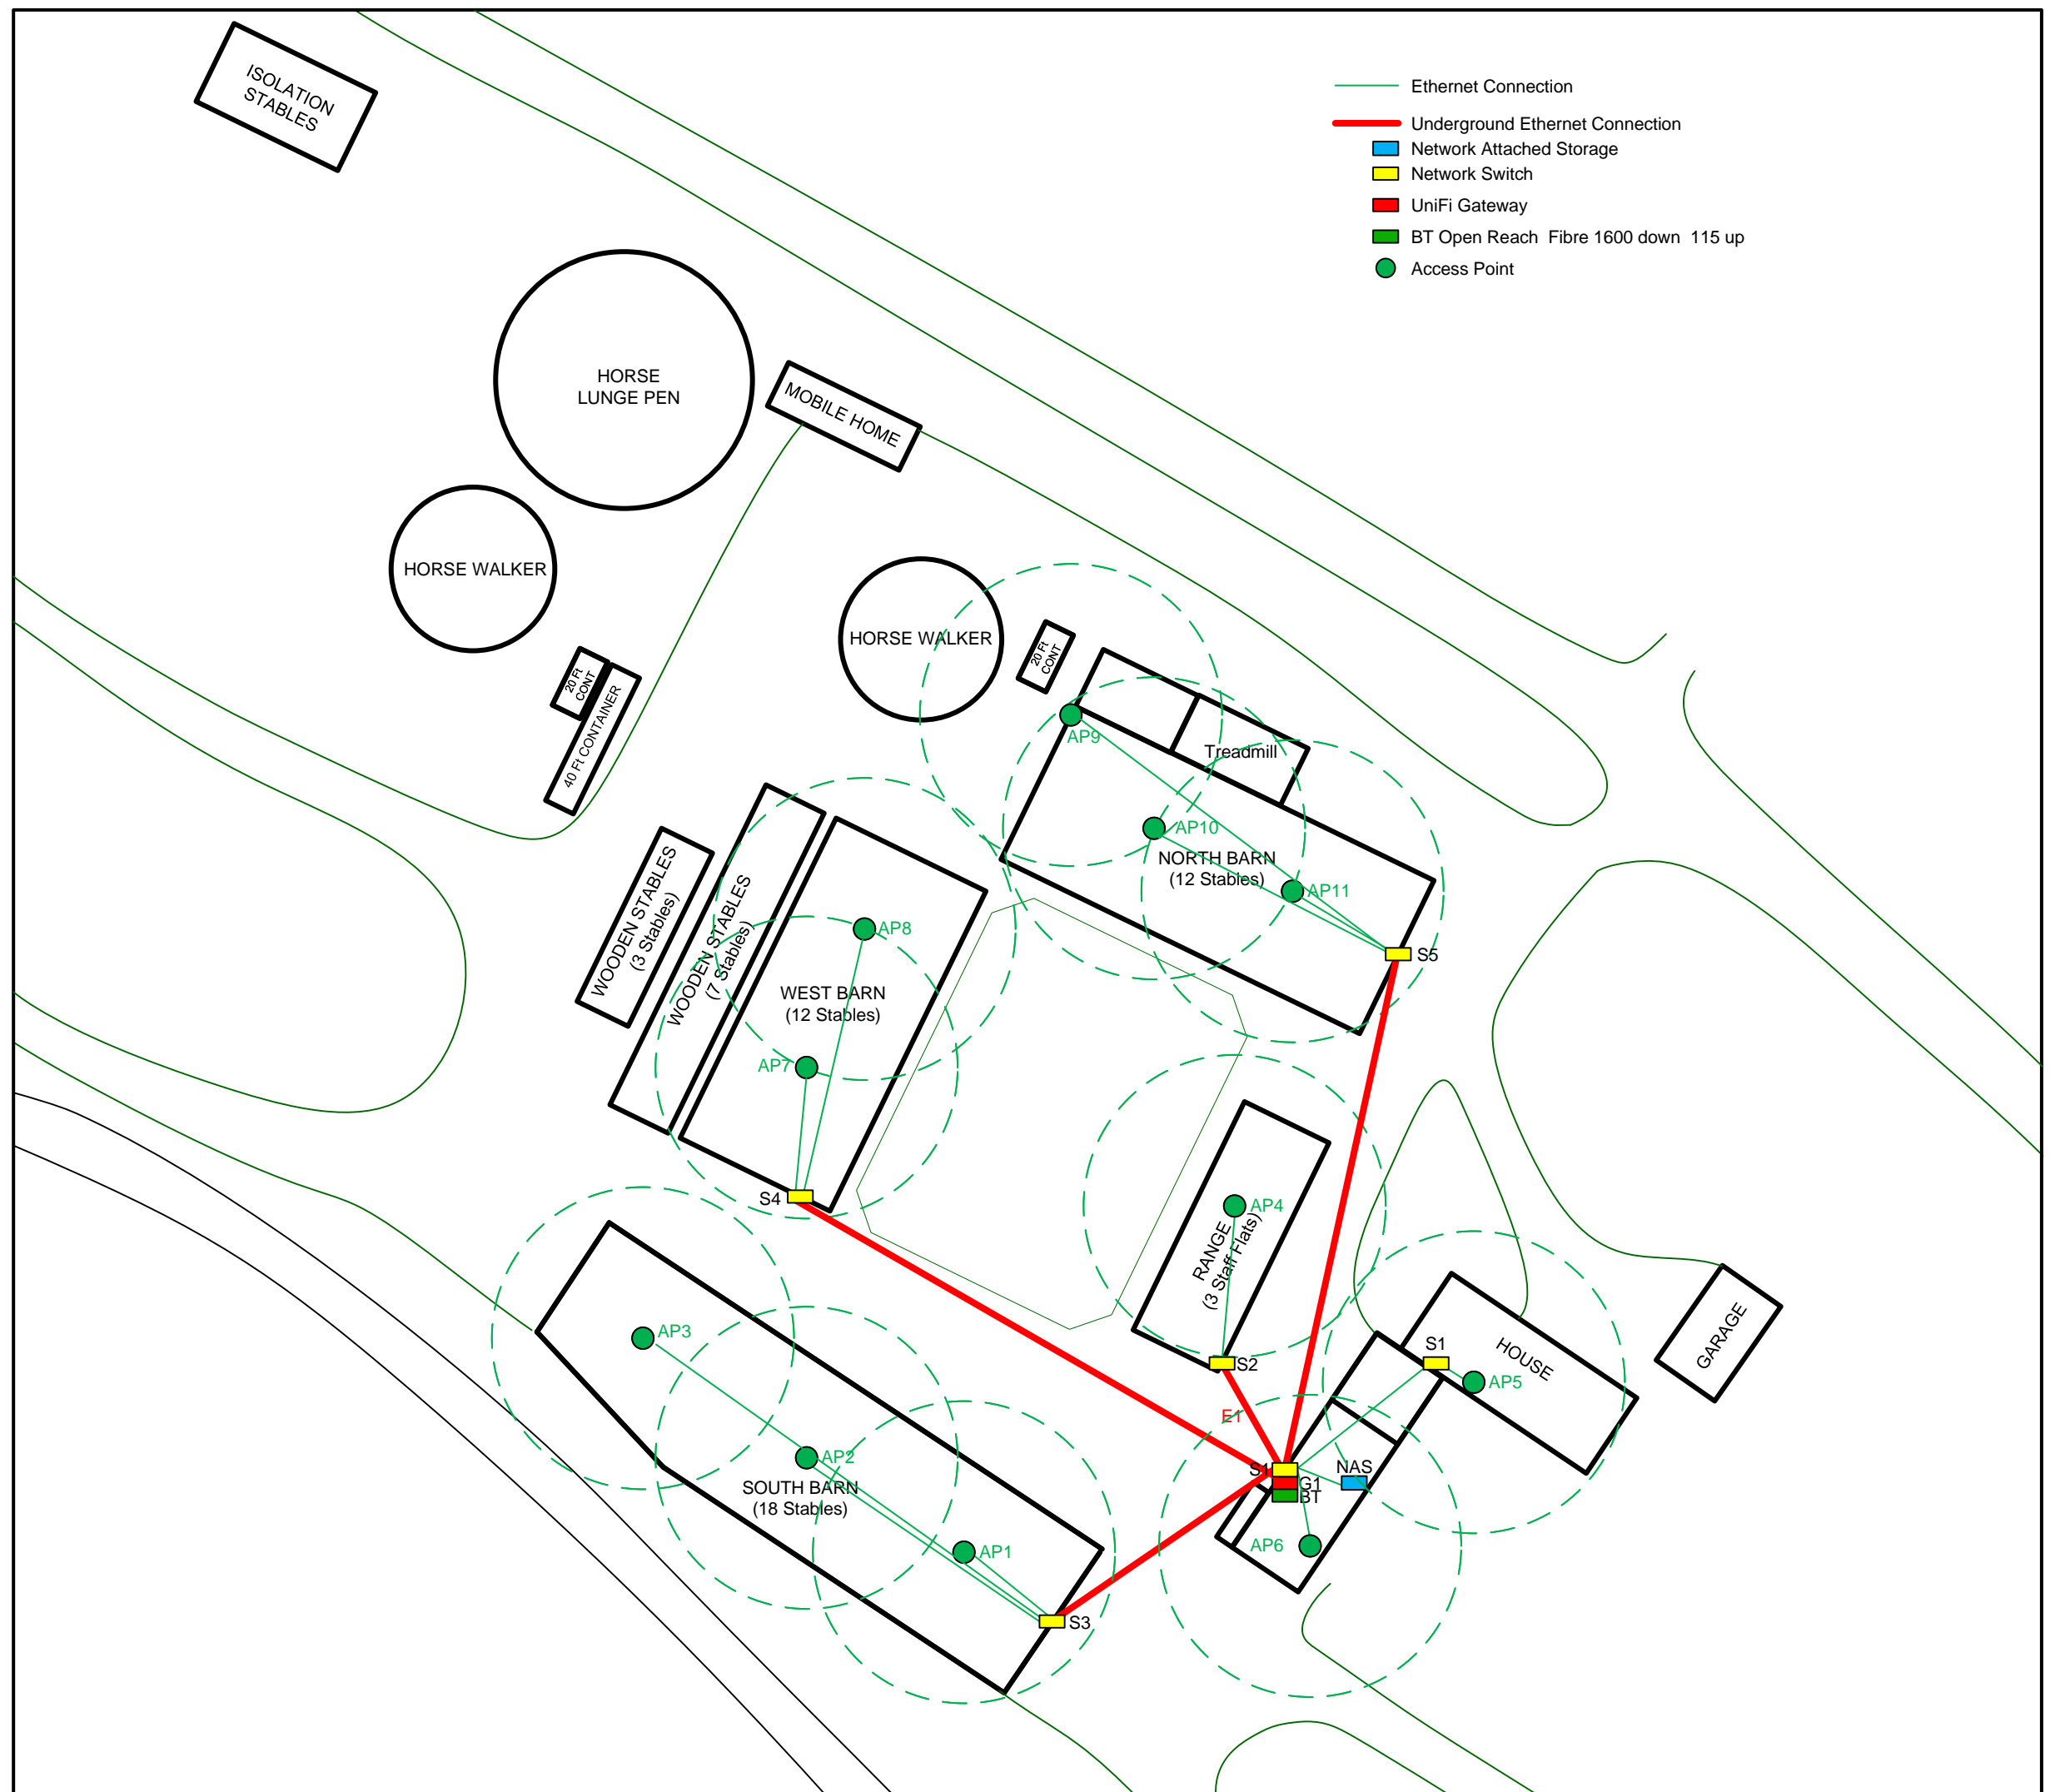 ISOLATION
STABLES
Ethernet Connection
Underground Ethernet Connection
Network Attached Storage
Network Switch
UniFi Gateway
BT Open Reach  Fibre 1600 down  115 up
Access Point
HORSE
LUNGE PEN
MOBILE HOME
HORSE WALKER
HORSE WALKER
20 Ft
CONT
20 Ft
CONT
40 Ft CONTAINER
AP9
Treadmill
AP10
NORTH BARN
(12 Stables)
AP11
S5
WOODEN STABLES
(3 Stables)
WOODEN STABLES
(7 Stables)
AP8
WEST BARN
(12 Stables)
AP7
S4
AP4
RANGE
(3 Staff Flats)
S2
E1
AP3
AP2
SOUTH BARN
(18 Stables)
AP1
S3
S1
HOUSE
AP5
GARAGE
S1
G1
BT
NAS
AP6